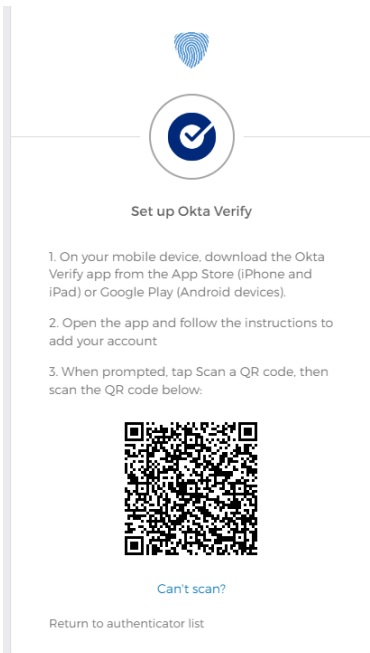 Set up Okta Verify
1. On your mobile device, download the Okta
Verify app from the App Store (iPhone and
iPad) or Google Play (Android devices).
2. Open the app and follow the instructions to
add your account
3. When prompted, tap Scan a QR code, then
scan the QR code below:
Can't scan?
Return to authenticator list